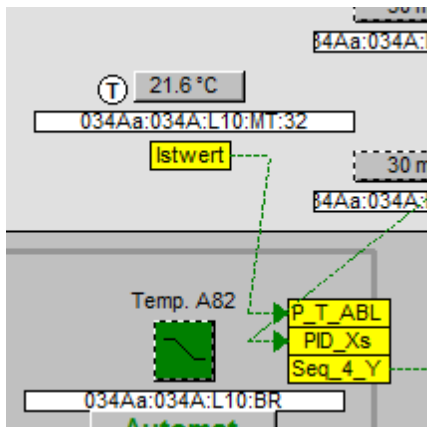 34Aa:034A:
T 21.6 °C
034Aa:034A:L10:MT:32
Istwert
30 m
34Aa:034A:
Temp. A82
P_T_ABL
PID_Xs
Seq_4_Y
034Aa:034A:L10:BR
Automat